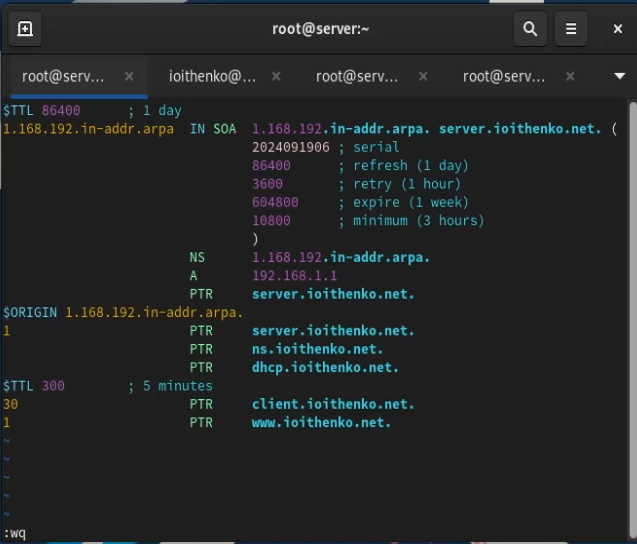 root@server:~
root@serv... ioithenko@... root@serv... root@serv...
$TTL 86400 ; 1 day
1.168.192.in-addr.arpa IN SOA 1.168.192.in-addr.arpa. server.ioithenko.net. (
2024091906 ; serial
86400 ; refresh (1 day)
3600 ; retry (1 hour)
604800 ; expire (1 week)
10800 ; minimum (3 hours)
)
NS 1.168.192.in-addr.arpa.
A 192.168.1.1
PTR server.ioithenko.net.
$ORIGIN 1.168.192.in-addr.arpa.
1 PTR server.ioithenko.net.
PTR ns.ioithenko.net.
PTR dhcp.ioithenko.net.
$TTL 300 ; 5 minutes
30 PTR client.ioithenko.net.
1 PTR www.ioithenko.net.
~
~
~
~
~
:wq